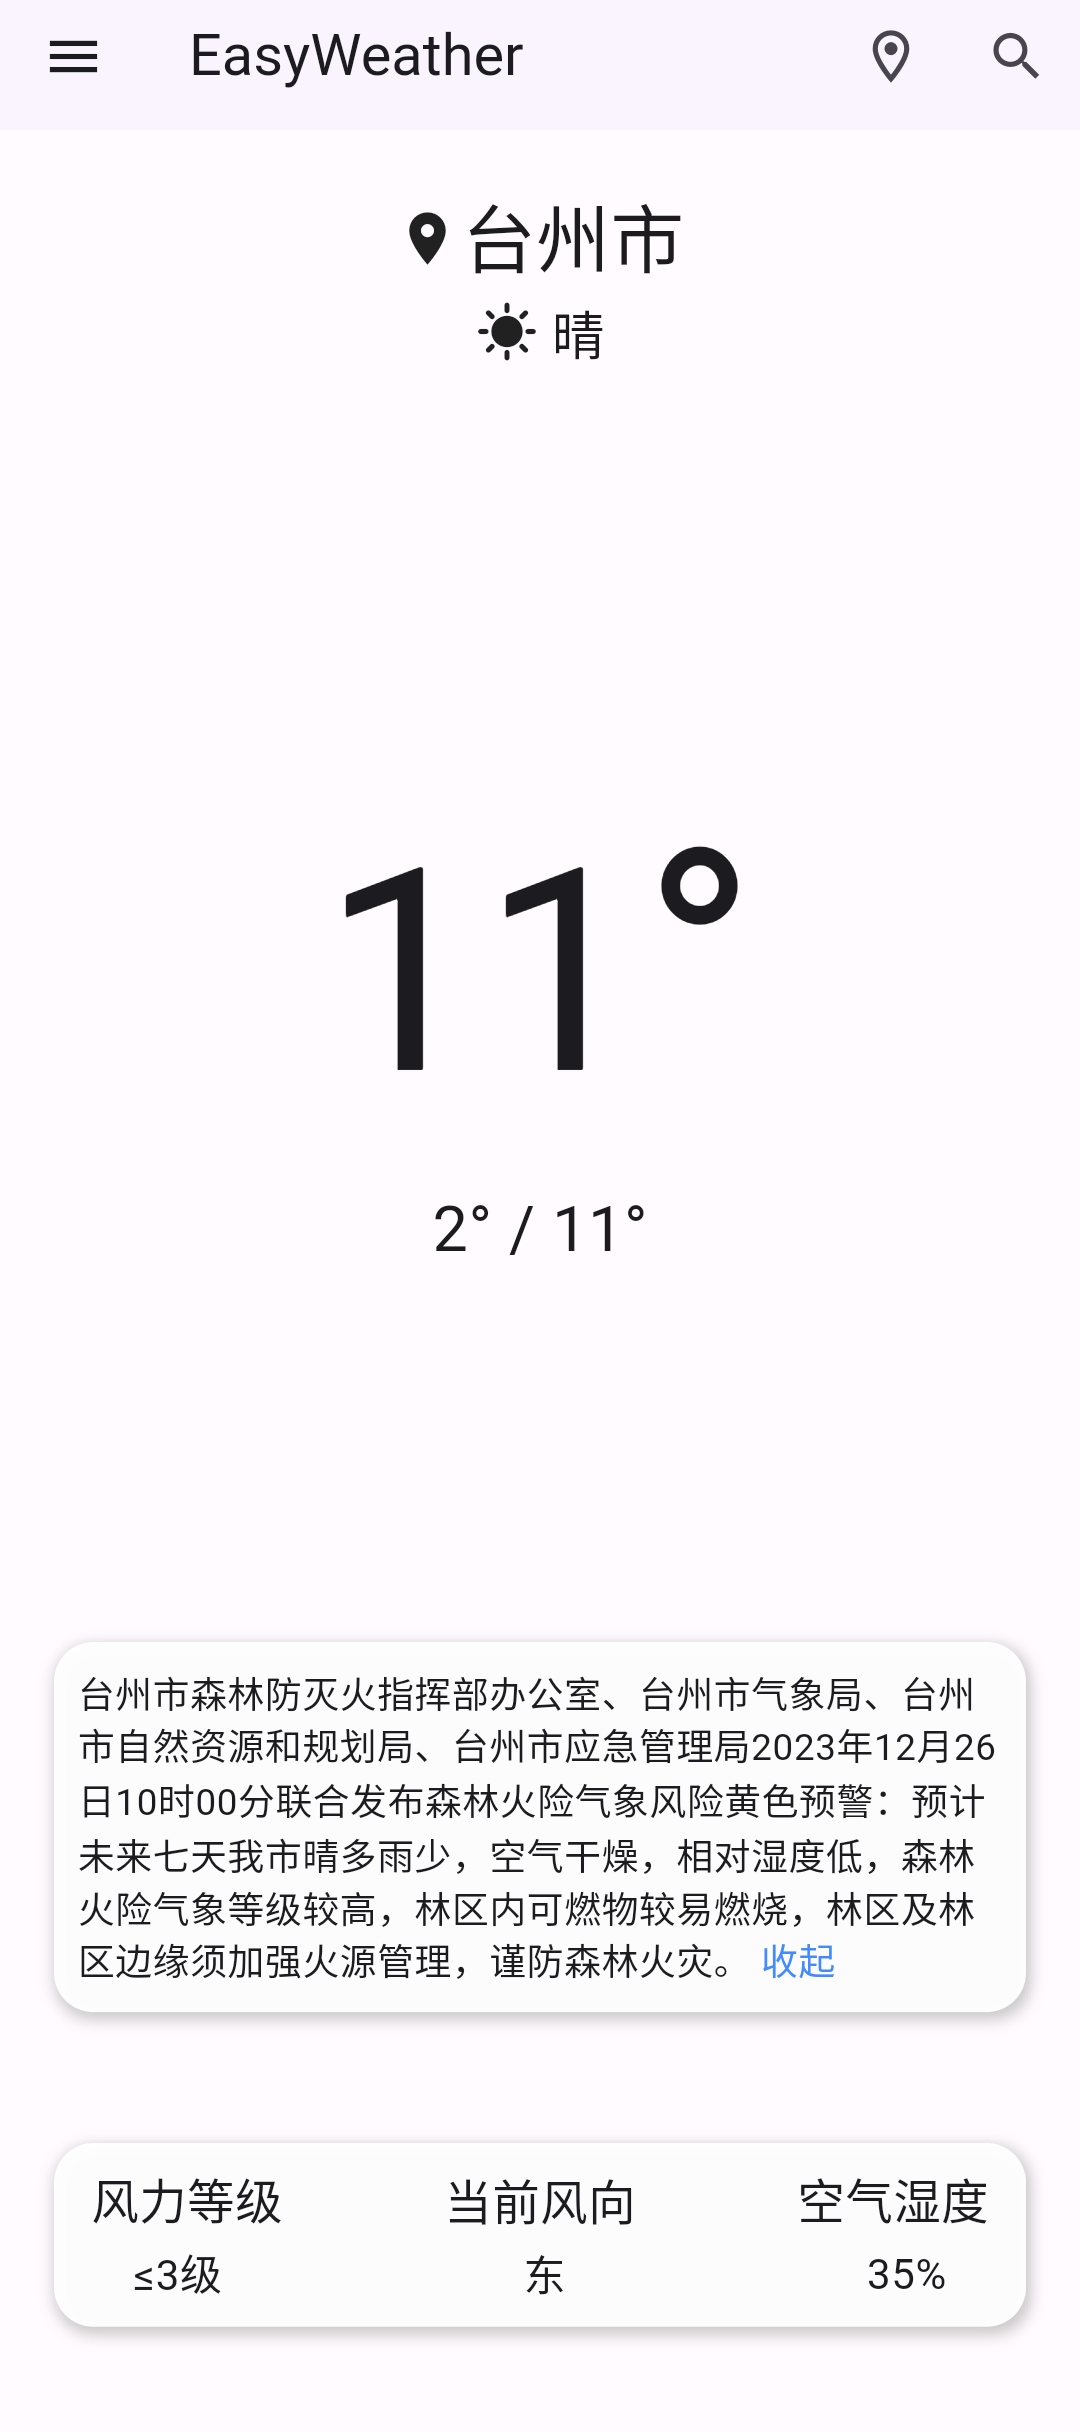 EasyWeather
台州市
晴
11°
2° / 11°
台州市森林防灭火指挥部办公室、台州市气象局、台州
市自然资源和规划局、台州市应急管理局2023年12月26
日10时00分联合发布森林火险气象风险黄色预警：预计
未来七天我市晴多雨少，空气干燥，相对湿度低，森林
火险气象等级较高，林区内可燃物较易燃烧，林区及林
区边缘须加强火源管理，谨防森林火灾。 收起
风力等级 当前风向 空气湿度
≤3级 东 35%